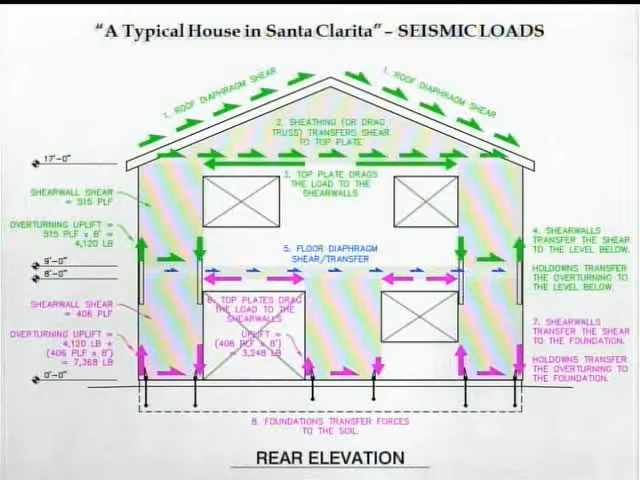 "A Typical House in Santa Clarita" – SEISMIC LOADS
1. ROOF DIAPHRAGM SHEAR
1. ROOF DIAPHRAGM SHEAR
2. SHEATHING (OR DRAG
TRUSS) TRANSFERS SHEAR
TO TOP PLATE
17'-0"
3. TOP PLATE DRAGS
THE LOAD TO THE
SHEARWALLS
SHEARWALL SHEAR
= 515 PLF
OVERTURNING UPLIFT =
515 PLF x 8' =
4,120 LB
4. SHEARWALLS
TRANSFER THE SHEAR
TO THE LEVEL BELOW.
HOLDOWNS TRANSFER
THE OVERTURNING TO
THE LEVEL BELOW.
5. FLOOR DIAPHRAGM
SHEAR/TRANSFER
9'-0"
8'-0"
6. TOP PLATES DRAG
THE LOAD TO THE
SHEARWALLS
SHEARWALL SHEAR
= 406 PLF
OVERTURNING UPLIFT =
4,120 LB +
(406 PLF x 8')
= 7,368 LB
UPLIFT =
(406 PLF x 8')
= 3,248 LB
7. SHEARWALLS
TRANSFER THE SHEAR
TO THE FOUNDATION.
HOLDOWNS TRANSFER
THE OVERTURNING TO
THE FOUNDATION.
0'-0"
8. FOUNDATIONS TRANSFER FORCES
TO THE SOIL.
REAR ELEVATION